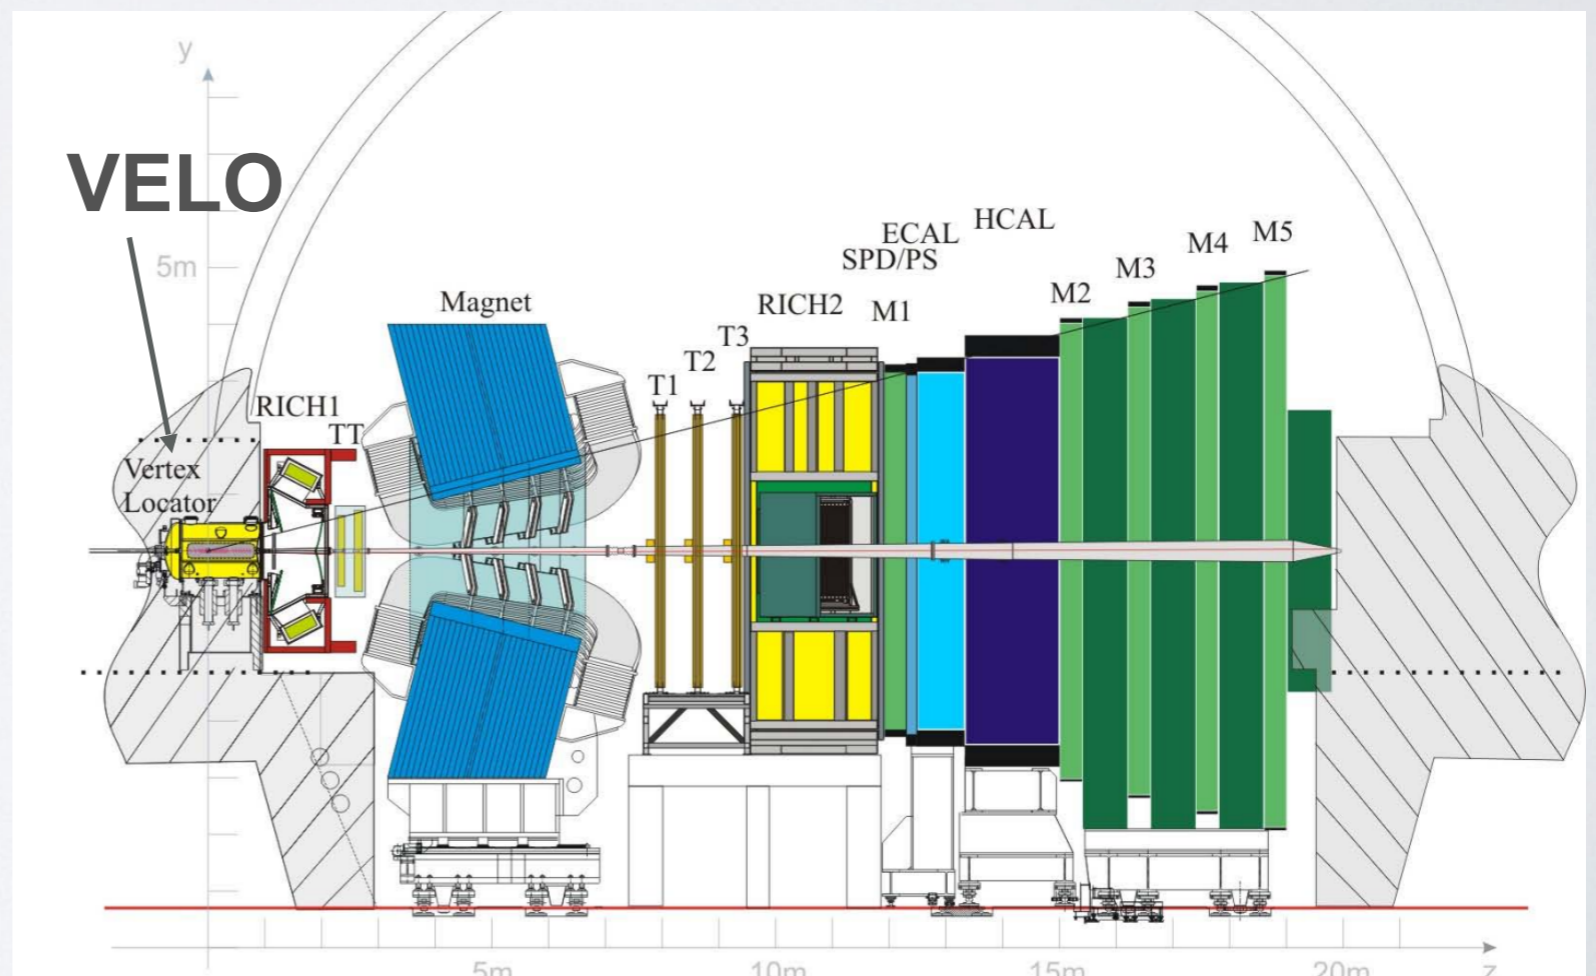 y
VELO
5m
Magnet
RICH1
TT
Vertex
Locator
T1
T2
T3
RICH2
M1
SPD/PS
ECAL
HCAL
M2
M3
M4
M5
5m
10m
15m
20m
z